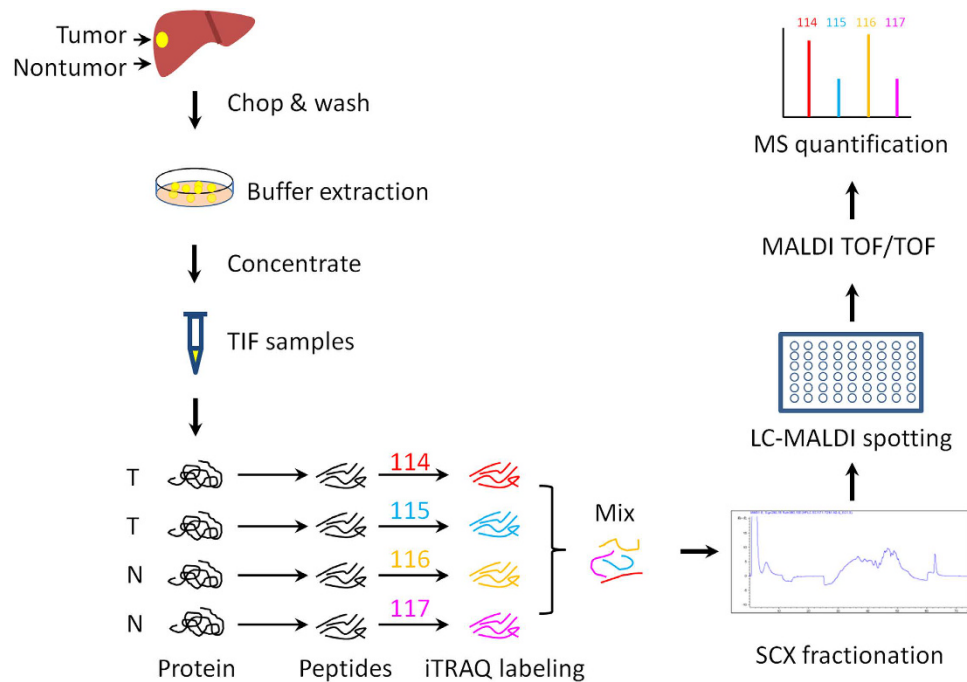 Tumor
Nontumor
Chop & wash
Buffer extraction
Concentrate
TIF samples
T
114
T
115
N
116
N
117
Protein
Peptides
iTRAQ labeling
Mix
SCX fractionation
LC-MALDI spotting
MALDI TOF/TOF
MS quantification
114 115 116 117